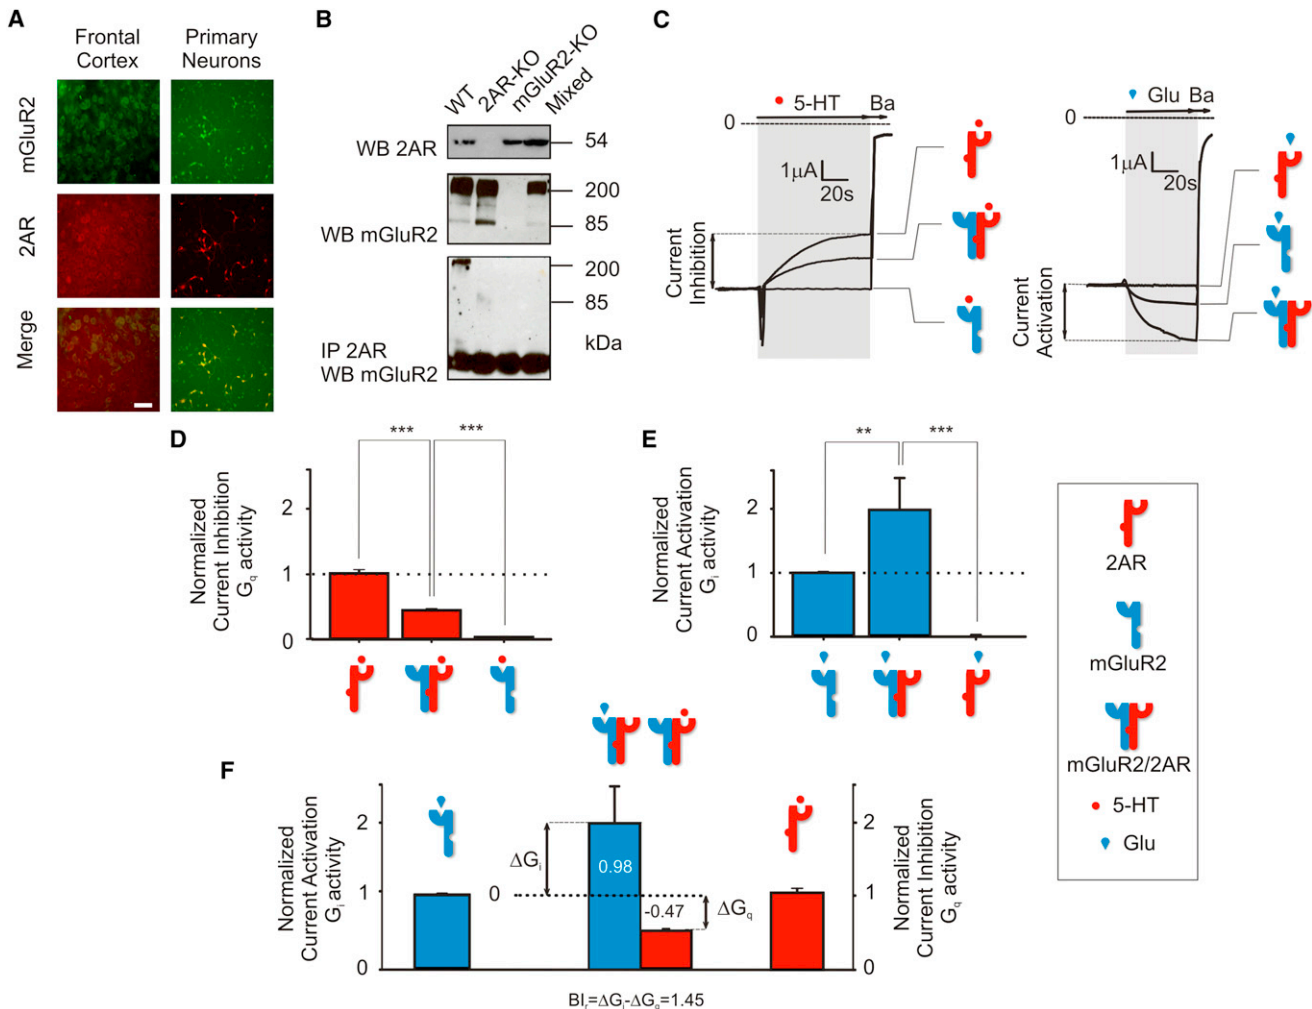 A
Frontal
Cortex
Primary
Neurons
mGluR2
2AR
Merge
B
WT
2AR-KO
mGluR2-KO
Mixed
WB 2AR
54
WB mGluR2
200
85
IP 2AR
WB mGluR2
200
85
kDa
C
0
5-HT
Ba
1μA
20s
Current
Inhibition
0
Glu
Ba
1μA
20s
Current
Activation
D
***
***
Normalized
Current Inhibition
Gq activity
2
1
0
E
**
***
Normalized
Current Activation
Gi activity
2
1
0
2AR
mGluR2
mGluR2/2AR
5-HT
Glu
F
Normalized
Current Activation
Gi activity
2
1
0
ΔGi
0
0.98
-0.47
ΔGq
2
1
0
Normalized
Current Inhibition
Gq activity
BIr=ΔGi-ΔGq=1.45